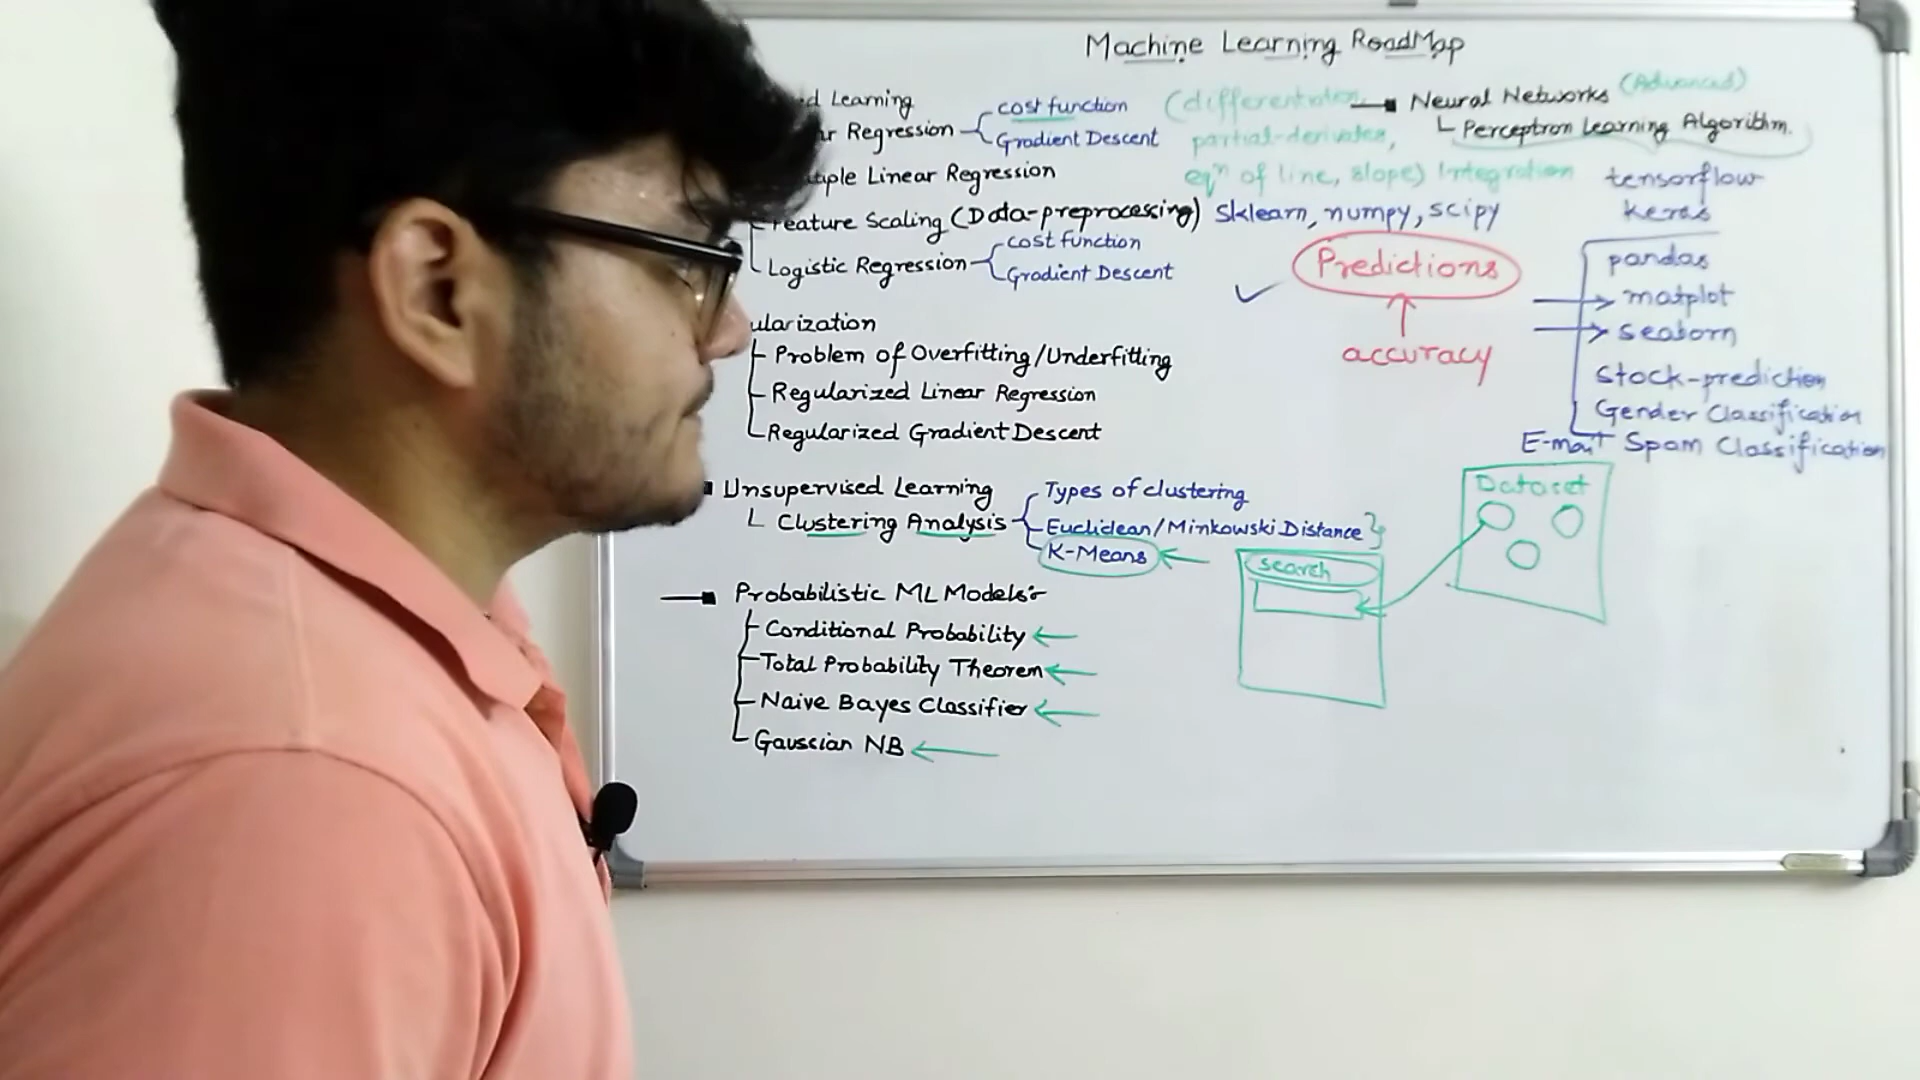 Machine Learning RoadMap
d Learning
ar Regression
cost function
Gradient Descent
(differentiation
partial-derivates,
eqⁿ of line, slope) Integration
tiple Linear Regression
Feature Scaling (Data-preprocessing) Sklearn, numpy, scipy
Logistic Regression
cost function
Gradient Descent
ularization
Problem of Overfitting/Underfitting
Regularized Linear Regression
Regularized Gradient Descent
Unsupervised Learning
Clustering Analysis
Types of clustering
Euclidean/Minkowski Distance
K-Means
Probabilistic ML Models:-
Conditional Probability
Total Probability Theorem
Naive Bayes Classifier
Gaussian NB
Neural Networks (Advanced)
Perceptron Learning Algorithm.
tensorflow
keras
pandas
matplot
seaborn
Stock-prediction
Gender Classification
E-mail Spam Classification
Predictions
accuracy
Dataset
search